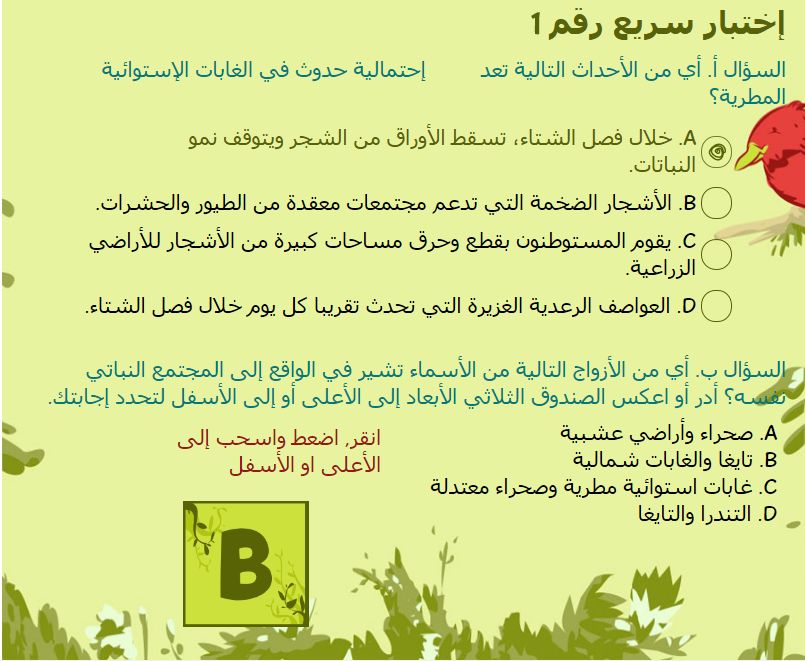 إختبار سريع رقم 1
السؤال أ. أي من الأحداث التالية تعد إحتمالية حدوث في الغابات الإستوائية
المطرية؟
A. خلال فصل الشتاء، تسقط الأوراق من الشجر ويتوقف نمو
النباتات.
B. الأشجار الضخمة التي تدعم مجتمعات معقدة من الطيور والحشرات.
C. يقوم المستوطنون بقطع وحرق مساحات كبيرة من الأشجار للأراضي
الزراعية.
D. العواصف الرعدية الغزيرة التي تحدث تقريبا كل يوم خلال فصل الشتاء.
السؤال ب. أي من الأزواج التالية من الأسماء تشير في الواقع إلى المجتمع النباتي
نفسه؟ أدر أو اعكس الصندوق الثلاثي الأبعاد إلى الأعلى أو إلى الأسفل لتحدد إجابتك.
A. صحراء وأراضي عشبية
B. تايغا والغابات شمالية
C. غابات استوائية مطرية وصحراء معتدلة
D. التندرا والتايغا
انقر, اضغط واسحب إلى
الأعلى او الأسفل
B